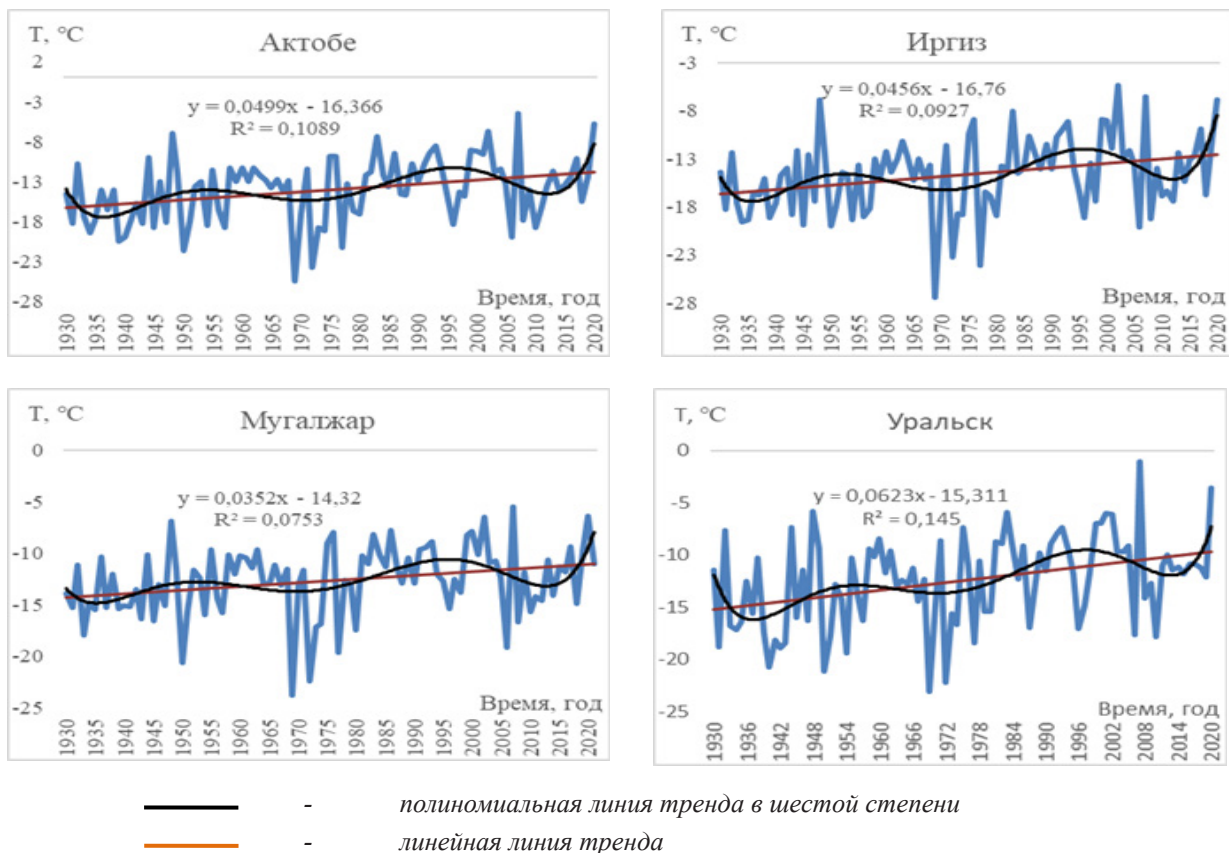 T, °C
Актобе
2
-3
-8
-13
-18
-23
-28
y = 0,0499x - 16,366
R² = 0,1089
Время, год
1930 1935 1940 1945 1950 1955 1960 1965 1970 1975 1980 1985 1990 1995 2000 2005 2010 2015 2020
T, °C
Иргиз
-3
-8
-13
-18
-23
-28
y = 0,0456x - 16,76
R² = 0,0927
Время, год
1930 1935 1940 1945 1950 1955 1960 1965 1970 1975 1980 1985 1990 1995 2000 2005 2010 2015 2020
T, °C
Мугалжар
0
-5
-10
-15
-20
-25
y = 0,0352x - 14,32
R² = 0,0753
Время, год
1930 1935 1940 1945 1950 1955 1960 1965 1970 1975 1980 1985 1990 1995 2000 2005 2010 2015 2020
T, °C
Уральск
0
-5
-10
-15
-20
-25
y = 0,0623x - 15,311
R² = 0,145
Время, год
1930 1936 1942 1948 1954 1960 1966 1972 1978 1984 1990 1996 2002 2008 2014 2020
- полиномиальная линия тренда в шестой степени
- линейная линия тренда